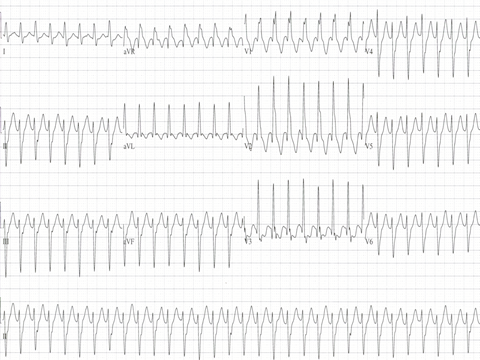 I aVR V1 V4
II aVL V2 V5
III aVF V3 V6
II